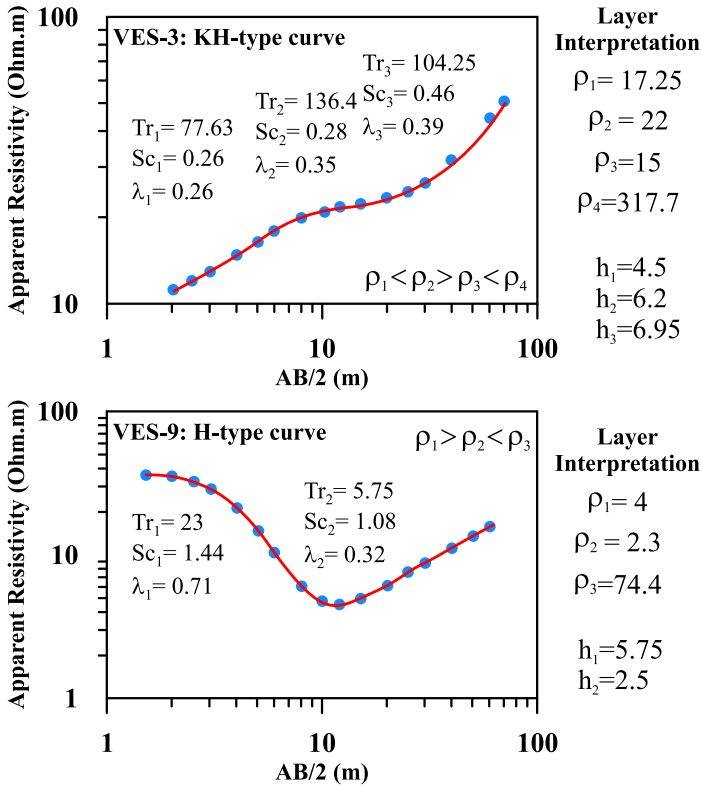 VES-3: KH-type curve
Apparent Resistivity (Ohm.m)
100
10
Tr₁= 77.63
Sc₁= 0.26
λ₁= 0.26
Tr₂= 136.4
Sc₂= 0.28
λ₂= 0.35
Tr₃= 104.25
Sc₃= 0.46
λ₃= 0.39
ρ₁<ρ₂>ρ₃<ρ₄
1 10 100
AB/2 (m)
Layer
Interpretation
ρ₁= 17.25
ρ₂ = 22
ρ₃=15
ρ₄=317.7
h₁=4.5
h₂=6.2
h₃=6.95
VES-9: H-type curve
Apparent Resistivity (Ohm.m)
100
10
1
ρ₁>ρ₂<ρ₃
Tr₁= 23
Sc₁= 1.44
λ₁= 0.71
Tr₂= 5.75
Sc₂= 1.08
λ₂= 0.32
1 10 100
AB/2 (m)
Layer
Interpretation
ρ₁= 4
ρ₂ = 2.3
ρ₃=74.4
h₁=5.75
h₂=2.5